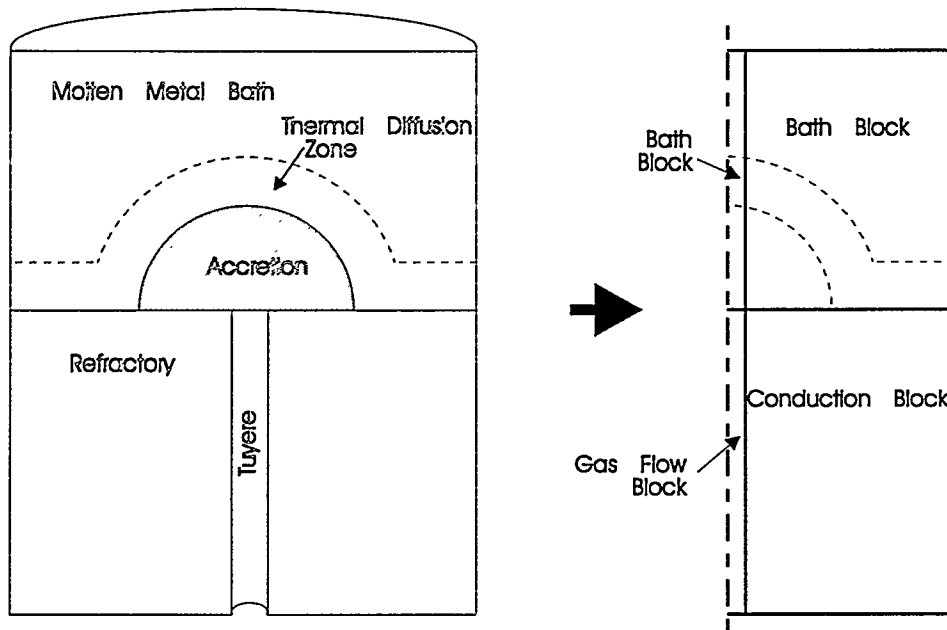 Molten Metal Bath
Thermal Diffusion
Zone
Accretion
Refractory
Tuyere
Bath
Block
Bath Block
Conduction Block
Gas Flow
Block